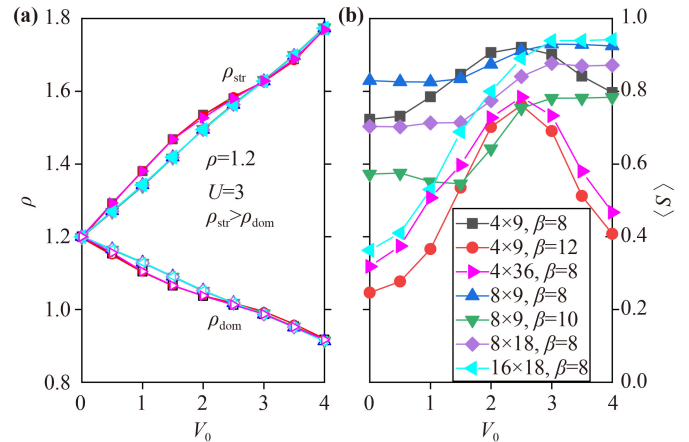 (a)
1.8
1.6
1.4
1.2
1.0
0.8
ρ
ρstr
ρ=1.2
U=3
ρstr>ρdom
ρdom
0 1 2 3 4
V0
(b)
1.0
0.8
0.6
0.4
0.2
0.0
⟨S⟩
4×9, β=8
4×9, β=12
4×36, β=8
8×9, β=8
8×9, β=10
8×18, β=8
16×18, β=8
0 1 2 3 4
V0